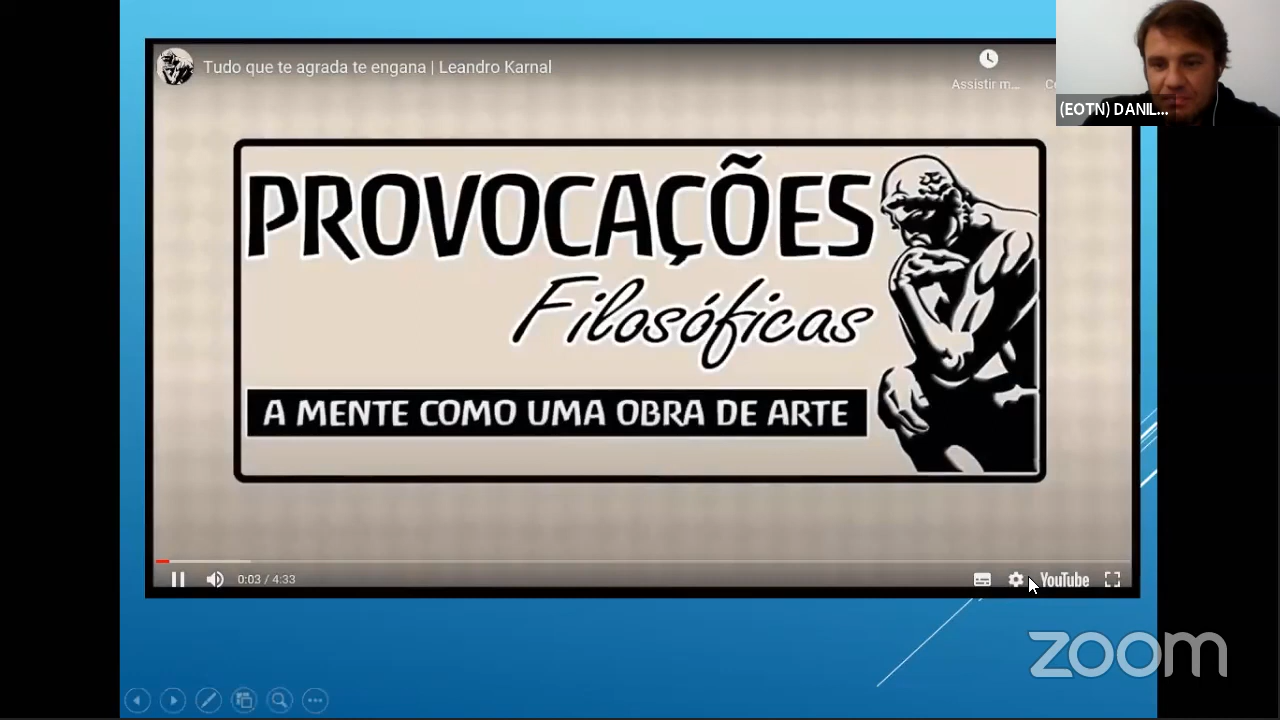 Tudo que te agrada te engana | Leandro Karnal
Assistir m...
(EOTN) DANIL...
PROVOCAÇÕES
Filosóficas
A MENTE COMO UMA OBRA DE ARTE
0:03 / 4:33
YouTube
zoom